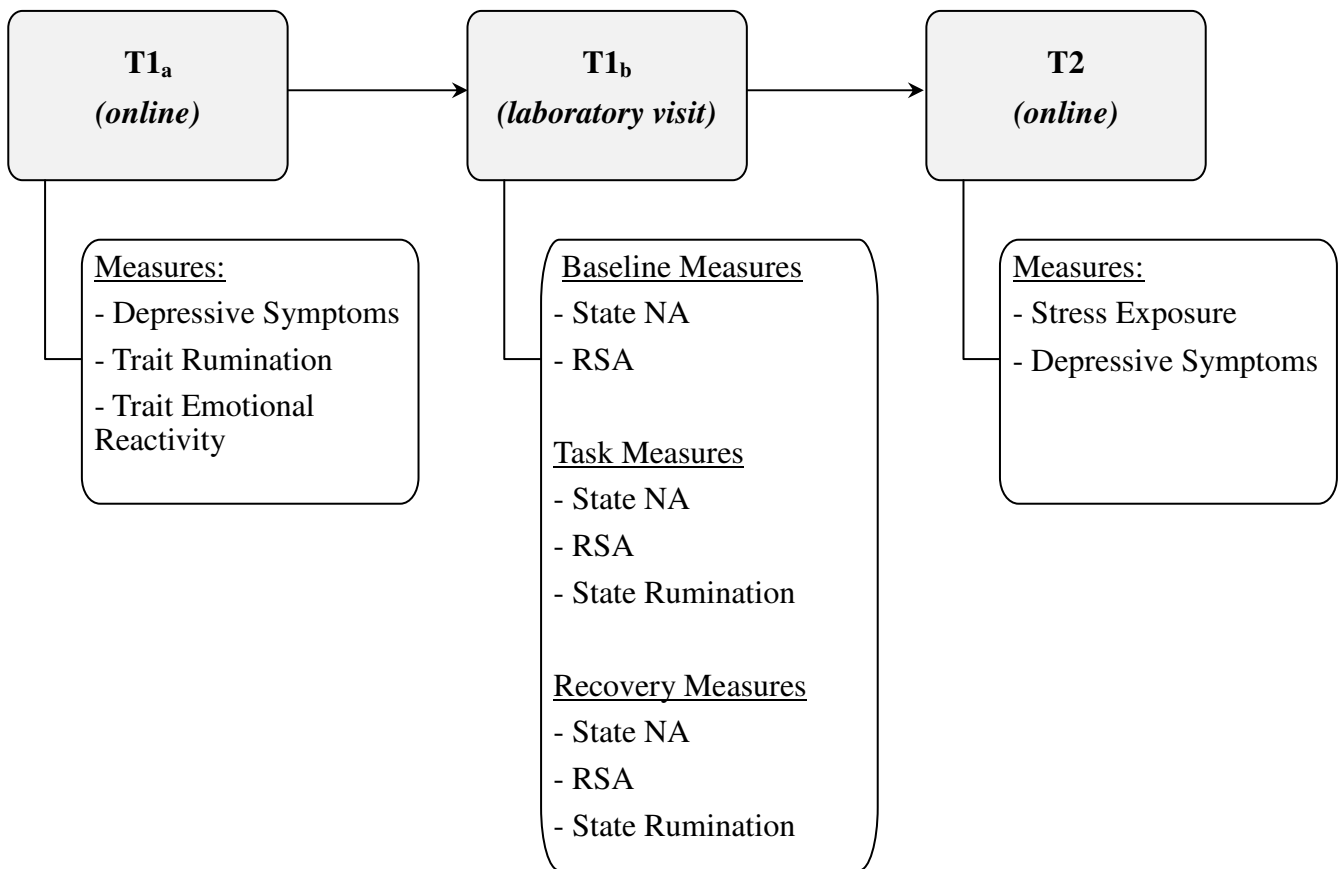 T1a
(online)
T1b
(laboratory visit)
T2
(online)
Measures:
- Depressive Symptoms
- Trait Rumination
- Trait Emotional
Reactivity
Baseline Measures
- State NA
- RSA
Task Measures
- State NA
- RSA
- State Rumination
Recovery Measures
- State NA
- RSA
- State Rumination
Measures:
- Stress Exposure
- Depressive Symptoms